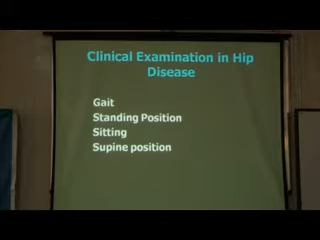 Clinical Examination in Hip
Disease
Gait
Standing Position
Sitting
Supine position